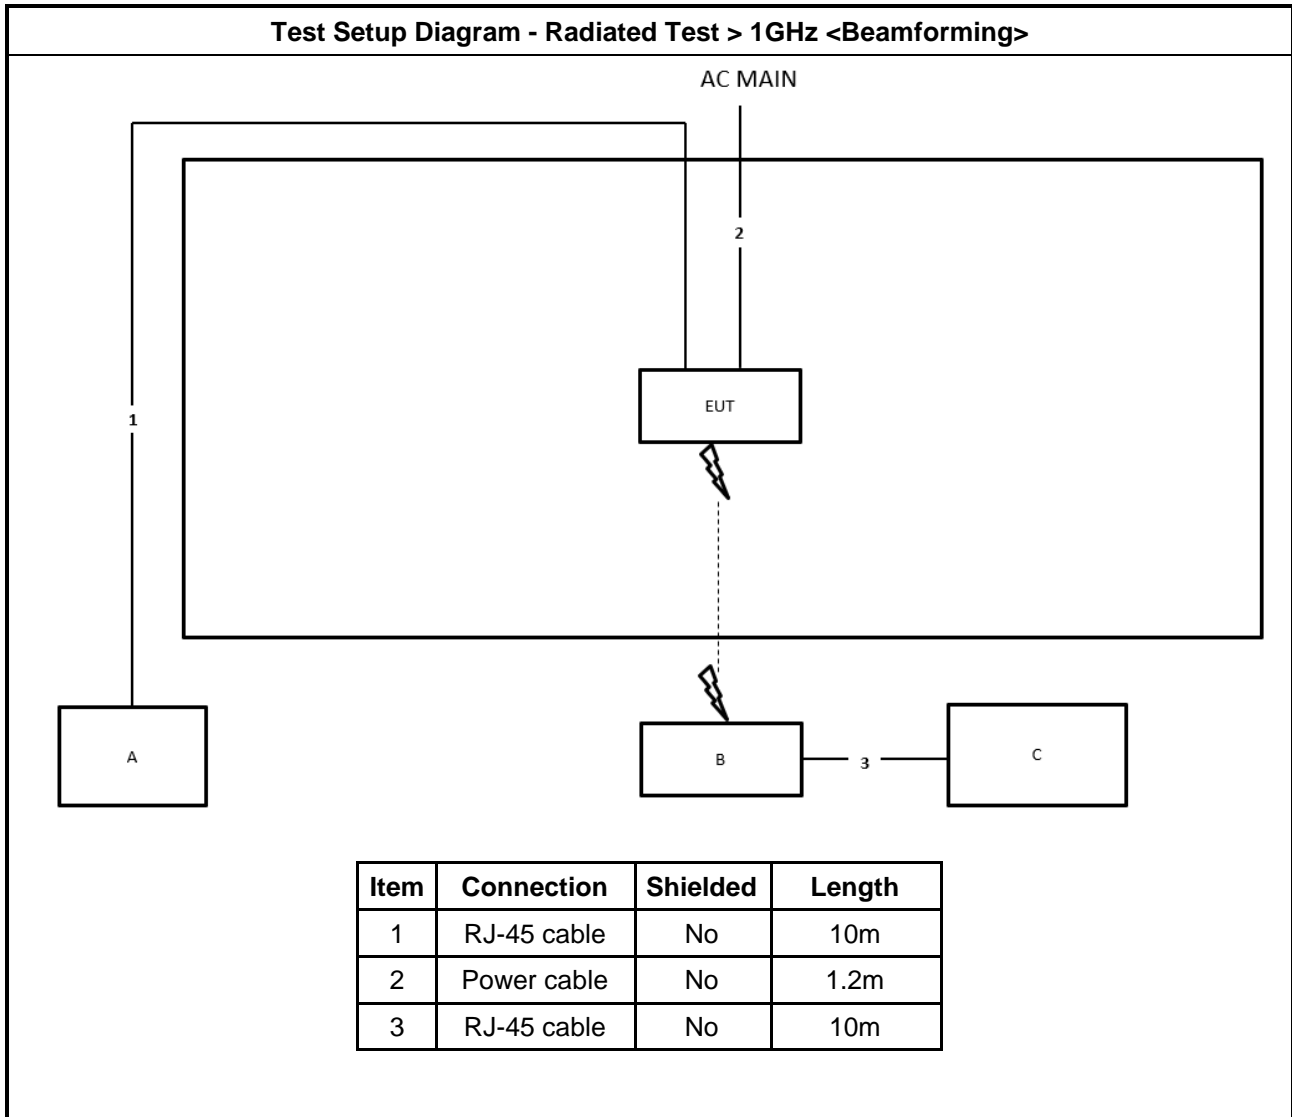 Test Setup Diagram - Radiated Test > 1GHz <Beamforming>
AC MAIN
2
1
EUT
A
B
3
C
Item Connection Shielded Length
1 RJ-45 cable No 10m
2 Power cable No 1.2m
3 RJ-45 cable No 10m